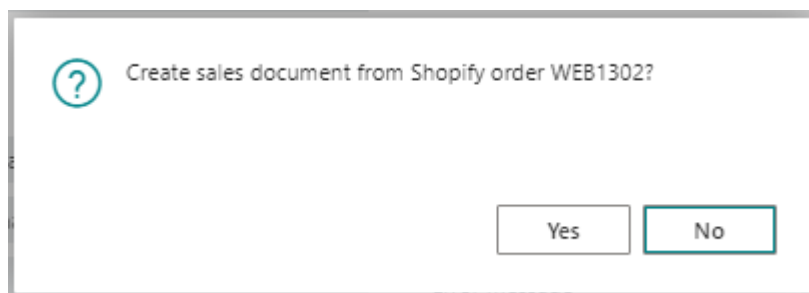 Create sales document from Shopify order WEB1302?
Yes
No